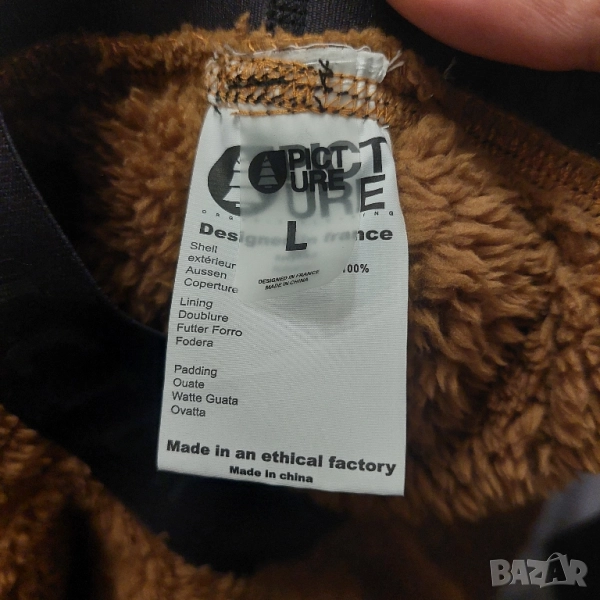 PICT
URE
L
DESIGNED IN FRANCE
MADE IN CHINA
PICT
URE
Designed in france
Shell
extérieur
Aussen
Coperture
100%
Lining
Doublure
Futter Forro
Fodera
Padding
Ouate
Watte Guata
Ovatta
Made in an ethical factory
Made in china
BAZAR